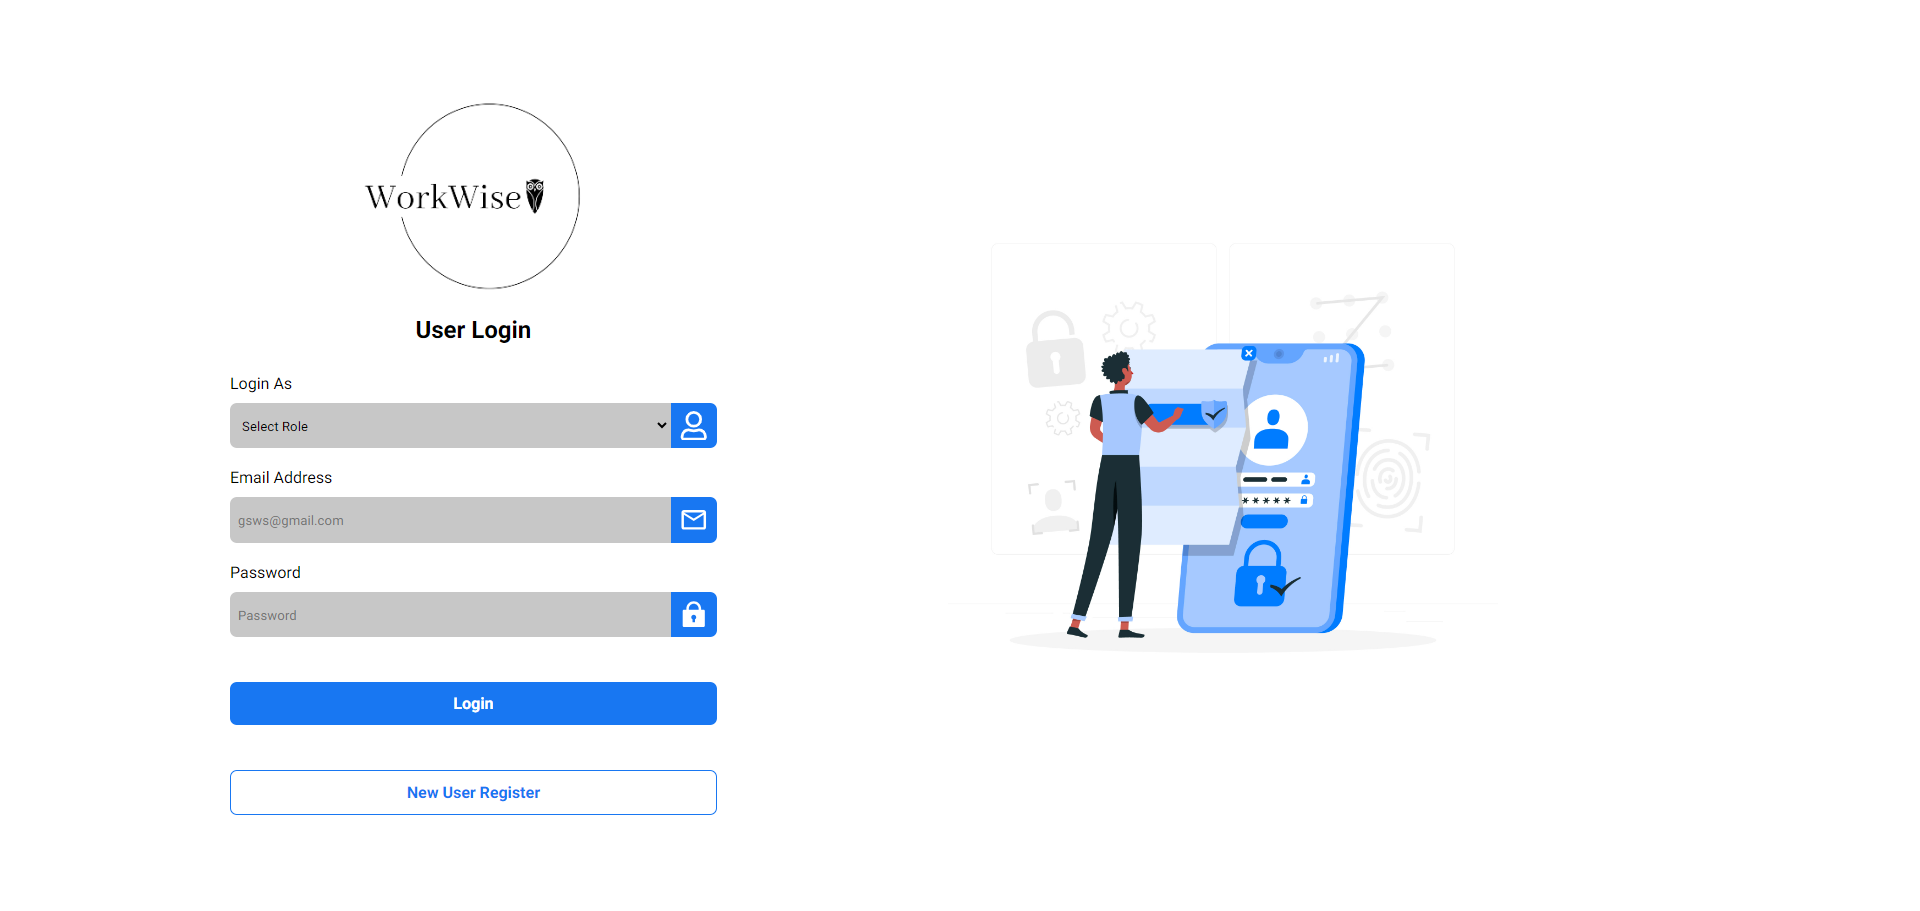 WorkWise
User Login
Login As
Select Role
Email Address
gsws@gmail.com
Password
Password
Login
New User Register